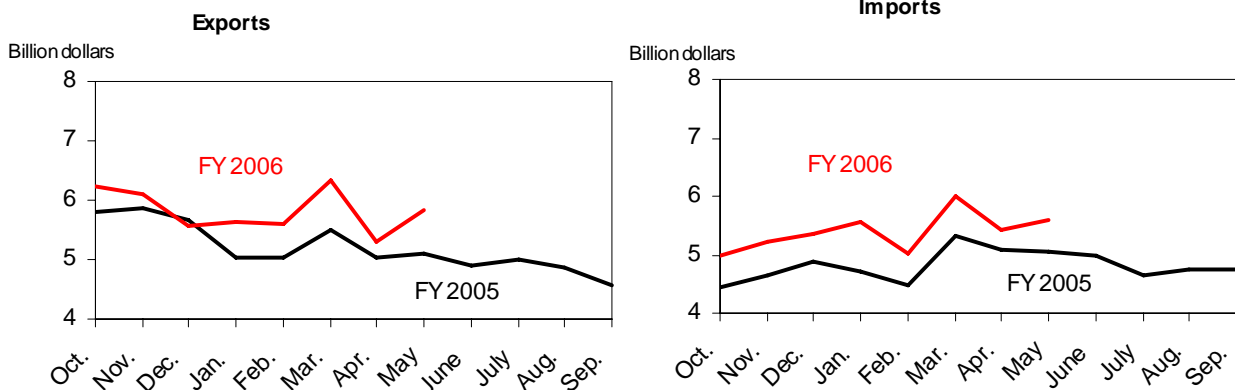 Exports
Billion dollars
8
7
6
5
4
FY 2006
FY 2005
Oct.
Nov.
Dec.
Jan.
Feb.
Mar.
Apr.
May
June
July
Aug.
Sep.
Imports
Billion dollars
8
7
6
5
4
FY 2006
FY 2005
Oct.
Nov.
Dec.
Jan.
Feb.
Mar.
Apr.
May
June
July
Aug.
Sep.